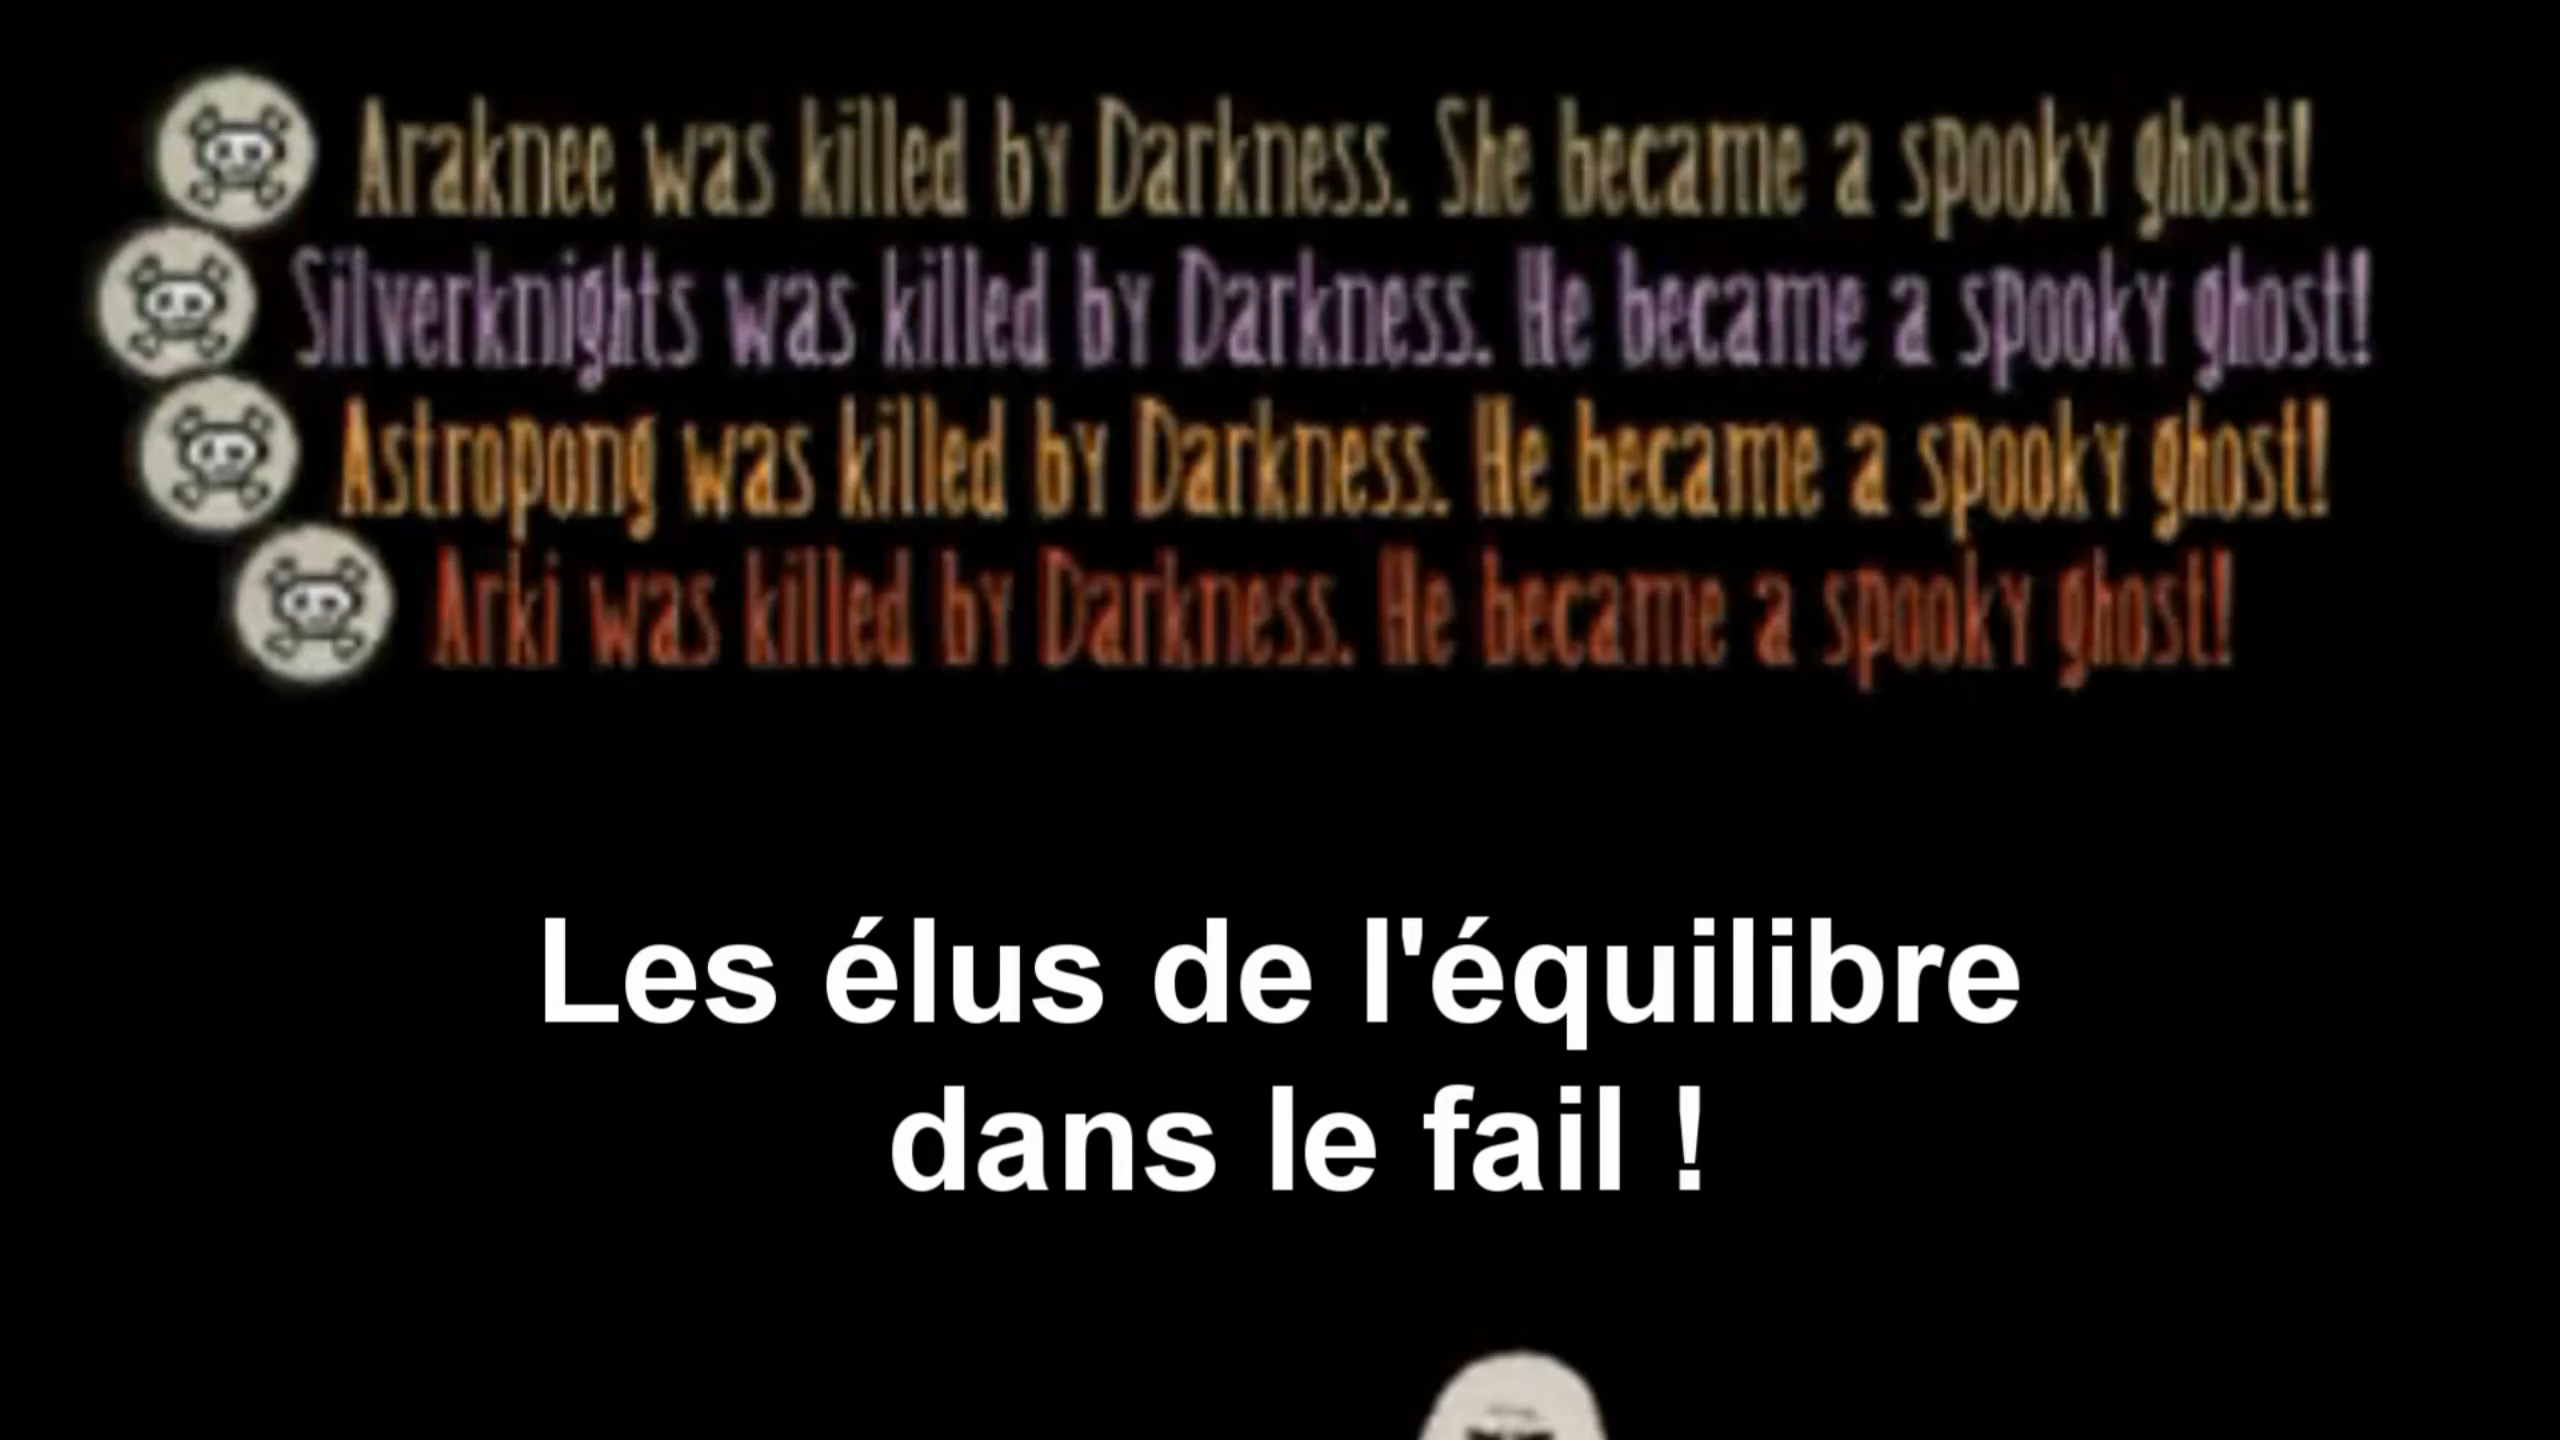 Araknee was killed by Darkness. She became a spooky ghost!
Silverknights was killed by Darkness. He became a spooky ghost!
Astropong was killed by Darkness. He became a spooky ghost!
Arki was killed by Darkness. He became a spooky ghost!
Les élus de l'équilibre
dans le fail !